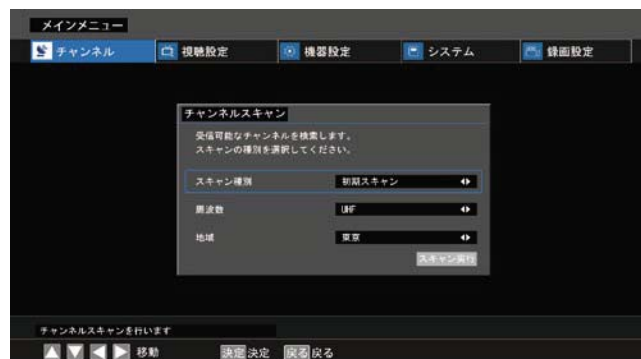 メインメニュー
チャンネル 視聴設定 機器設定 システム 録画設定
チャンネルスキャン
受信可能なチャンネルを検索します。
スキャンの種別を選択してください。
スキャン種別 初期スキャン
周波数 UHF
地域 東京
スキャン実行
チャンネルスキャンを行います
移動 決定 決定 戻る 戻る